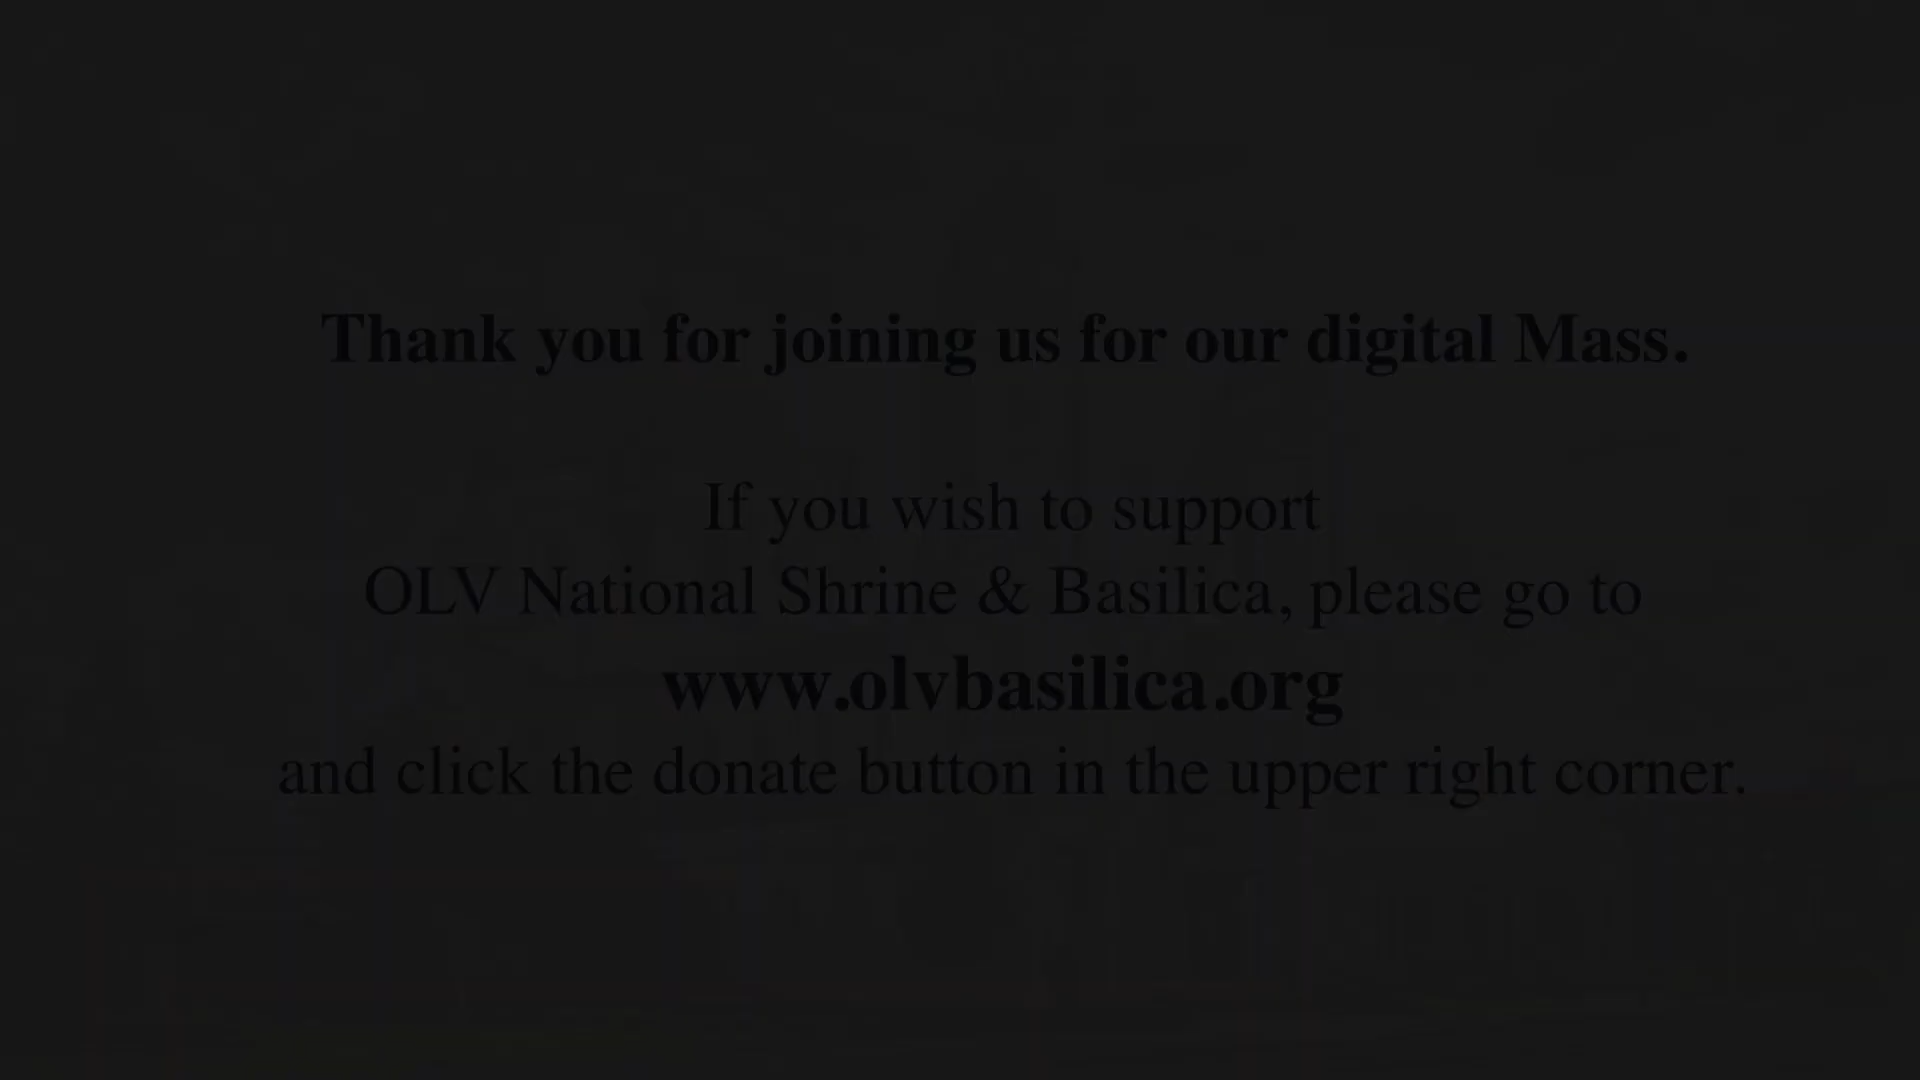 Thank you for joining us for our digital Mass.
If you wish to support
OLV National Shrine & Basilica, please go to
www.olvbasilica.org
and click the donate button in the upper right corner.